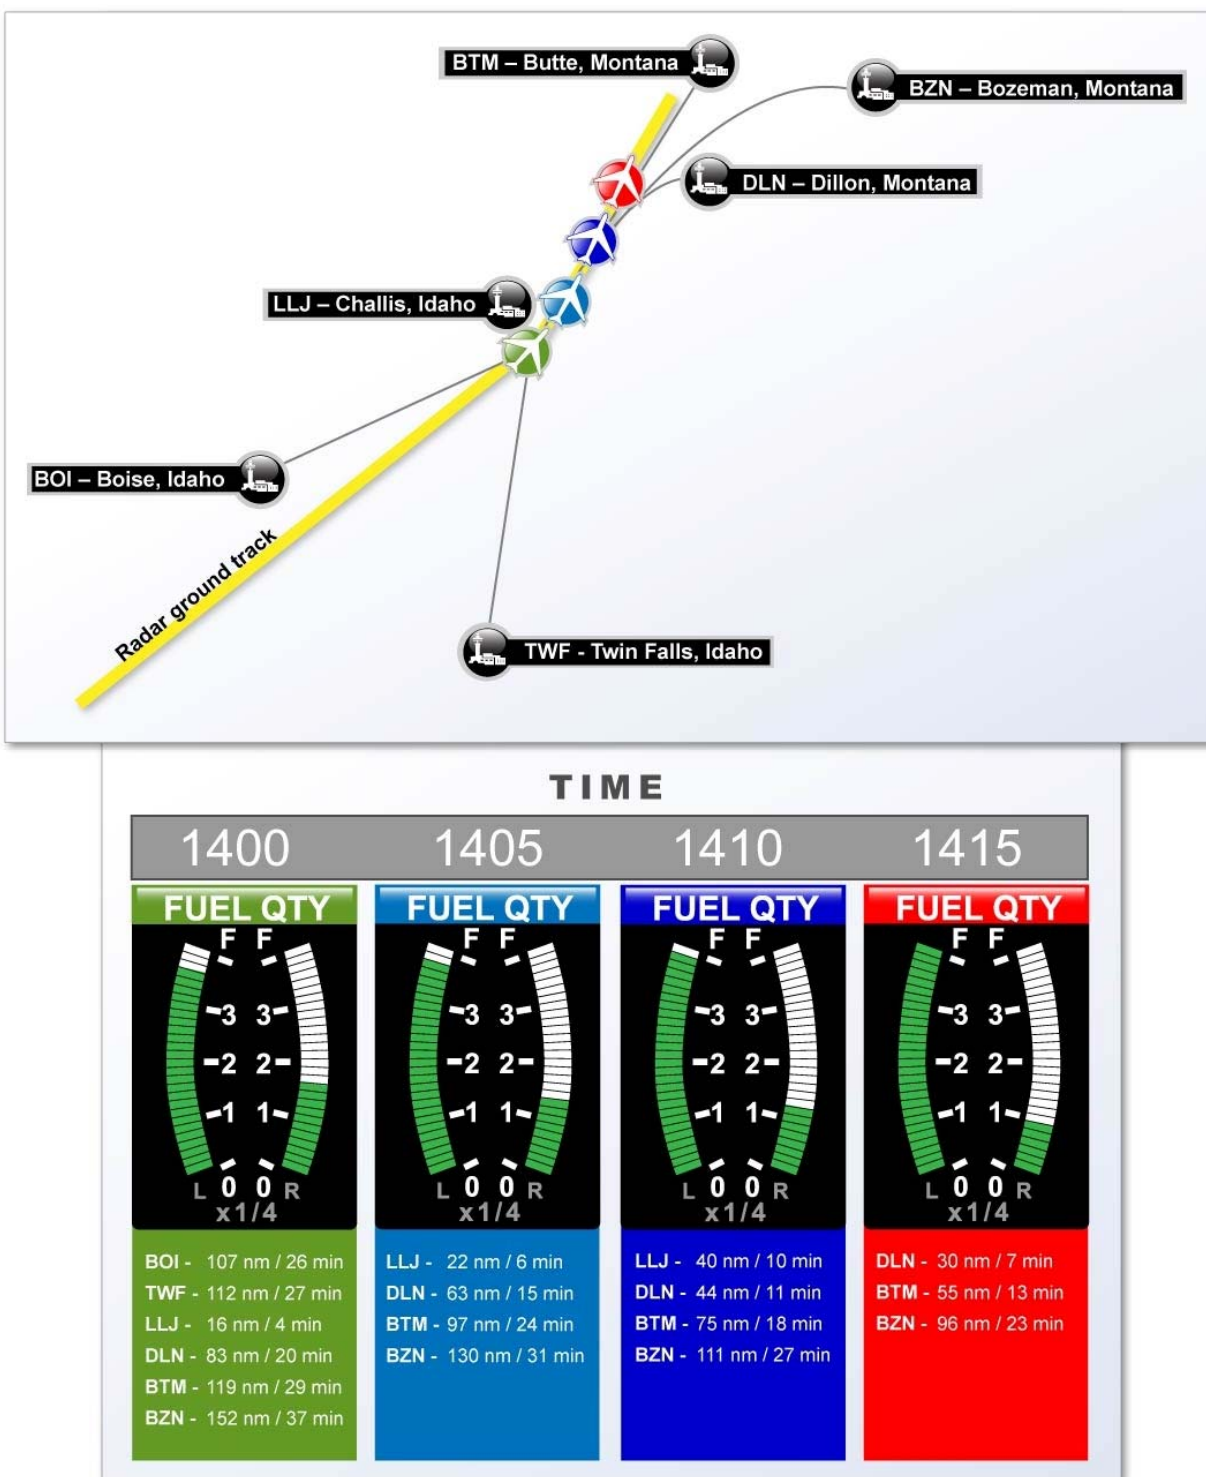 BTM – Butte, Montana
BZN – Bozeman, Montana
DLN – Dillon, Montana
LLJ – Challis, Idaho
BOI – Boise, Idaho
Radar ground track
TWF - Twin Falls, Idaho
TIME
1400 1405 1410 1415
FUEL QTY FUEL QTY FUEL QTY FUEL QTY
F F F F F F F F
3 3 3 3 3 3 3 3
2 2 2 2 2 2 2 2
1 1 1 1 1 1 1 1
L 0 0 R L 0 0 R L 0 0 R L 0 0 R
x1/4 x1/4 x1/4 x1/4
BOI - 107 nm / 26 min
TWF - 112 nm / 27 min
LLJ - 16 nm / 4 min
DLN - 83 nm / 20 min
BTM - 119 nm / 29 min
BZN - 152 nm / 37 min
LLJ - 22 nm / 6 min
DLN - 63 nm / 15 min
BTM - 97 nm / 24 min
BZN - 130 nm / 31 min
LLJ - 40 nm / 10 min
DLN - 44 nm / 11 min
BTM - 75 nm / 18 min
BZN - 111 nm / 27 min
DLN - 30 nm / 7 min
BTM - 55 nm / 13 min
BZN - 96 nm / 23 min